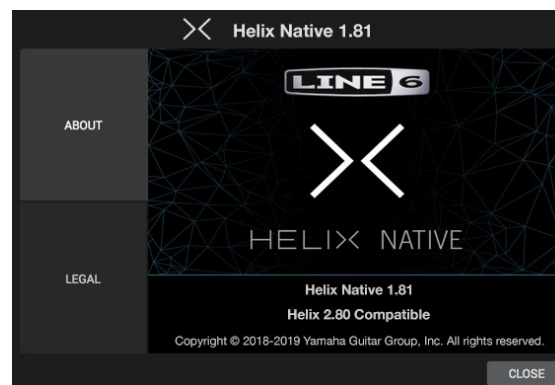 Helix Native 1.81
ABOUT
LEGAL
LINE 6
HELIX NATIVE
Helix Native 1.81
Helix 2.80 Compatible
Copyright © 2018-2019 Yamaha Guitar Group, Inc. All rights reserved.
CLOSE